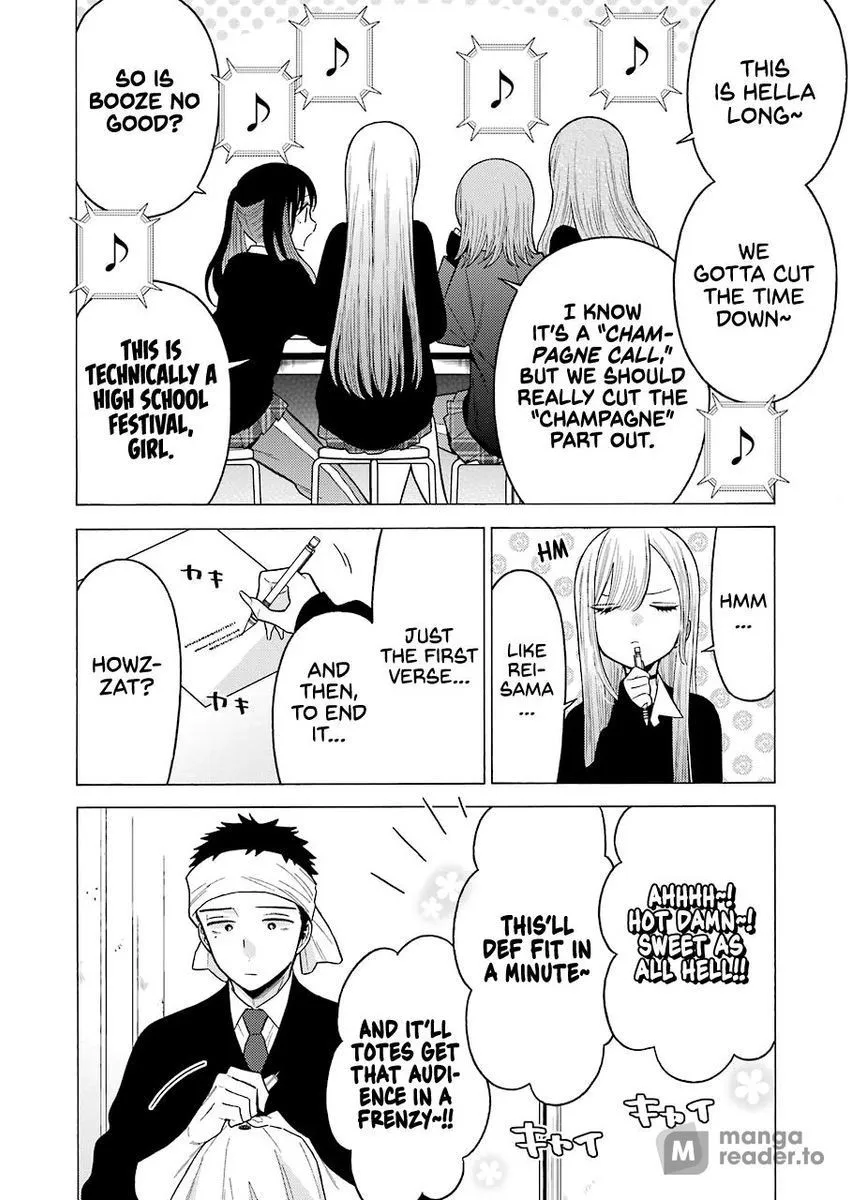 THIS
IS HELLA
LONG~
WE
GOTTA CUT
THE TIME
DOWN~
I KNOW
IT'S A "CHAM-
PAGNE CALL,"
BUT WE SHOULD
REALLY CUT THE
"CHAMPAGNE"
PART OUT.
SO IS
BOOZE NO
GOOD?
THIS IS
TECHNICALLY A
HIGH SCHOOL
FESTIVAL,
GIRL.
HMM
...
HM
LIKE
REI-
SAMA
...
JUST
THE FIRST
VERSE...
AND
THEN,
TO END
IT...
カキ
カキ
HOWZ-
ZAT?
AHHHH~!
HOT DAMN~!
SWEET AS
ALL HELL!!
THIS'LL
DEF FIT IN
A MINUTE~
AND IT'LL
TOTES GET
THAT AUDI-
ENCE IN A
FRENZY~!!
キャイ
キャイ
M manga
reader.to